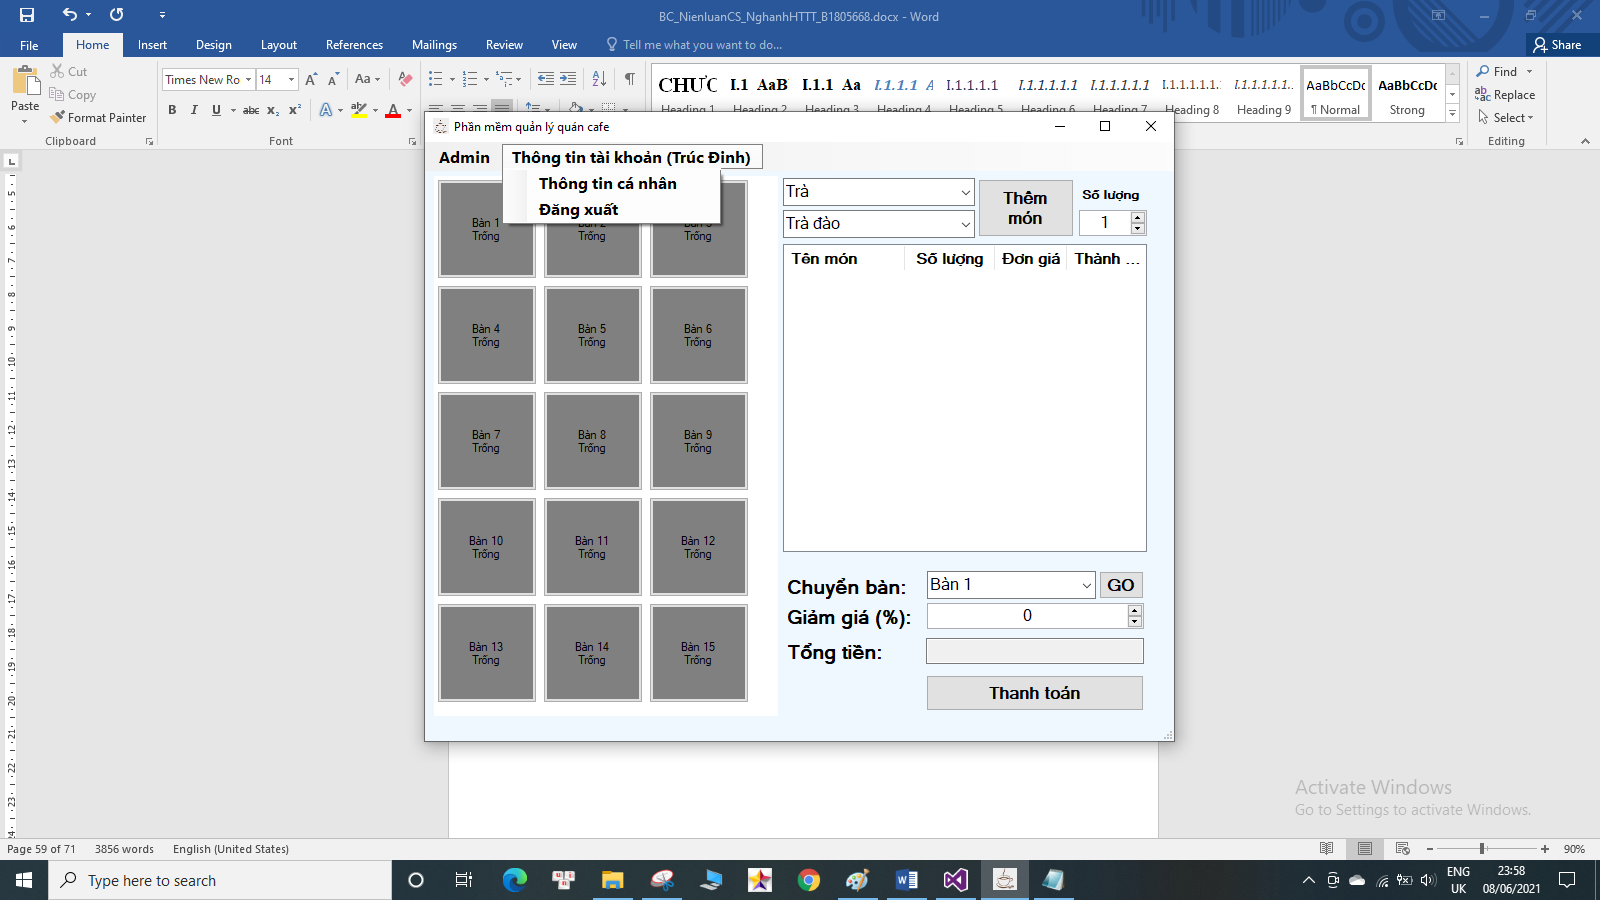 BC_NienluanCS_NghanhHTTT_B1805668.docx - Word
File Home Insert Design Layout References Mailings Review View Tell me what you want to do... Share
Paste
Cut
Copy
Format Painter
Clipboard
Times New Ro 14
Font
CHƯƠ I.1 AaB I.1.1 Aa I.1.1.1 A I.1.1.1.1 I.1.1.1.1.1 I.1.1.1.1.1 I.1.1.1.1.1. I.1.1.1.1.1. AaBbCcDc AaBbCcDc
Heading 1 Heading 2 Heading 3 Heading 4 Heading 5 Heading 6 Heading 7 Heading 8 Heading 9 ¶ Normal Strong
Find
Replace
Select
Editing
Phần mềm quản lý quán cafe
Admin Thông tin tài khoản (Trúc Đinh)
Thông tin cá nhân
Đăng xuất
Bàn 1
Trống
Trống
Trống
Bàn 4
Trống
Bàn 5
Trống
Bàn 6
Trống
Bàn 7
Trống
Bàn 8
Trống
Bàn 9
Trống
Bàn 10
Trống
Bàn 11
Trống
Bàn 12
Trống
Bàn 13
Trống
Bàn 14
Trống
Bàn 15
Trống
Trà
Trà đào
Thêm
món
Số lượng
1
Tên món Số lượng Đơn giá Thành ...
Chuyển bàn: Bàn 1 GO
Giảm giá (%): 0
Tổng tiền:
Thanh toán
Activate Windows
Go to Settings to activate Windows.
Page 59 of 71 3856 words English (United States) 90%
Type here to search
ENG
UK
23:58
08/06/2021